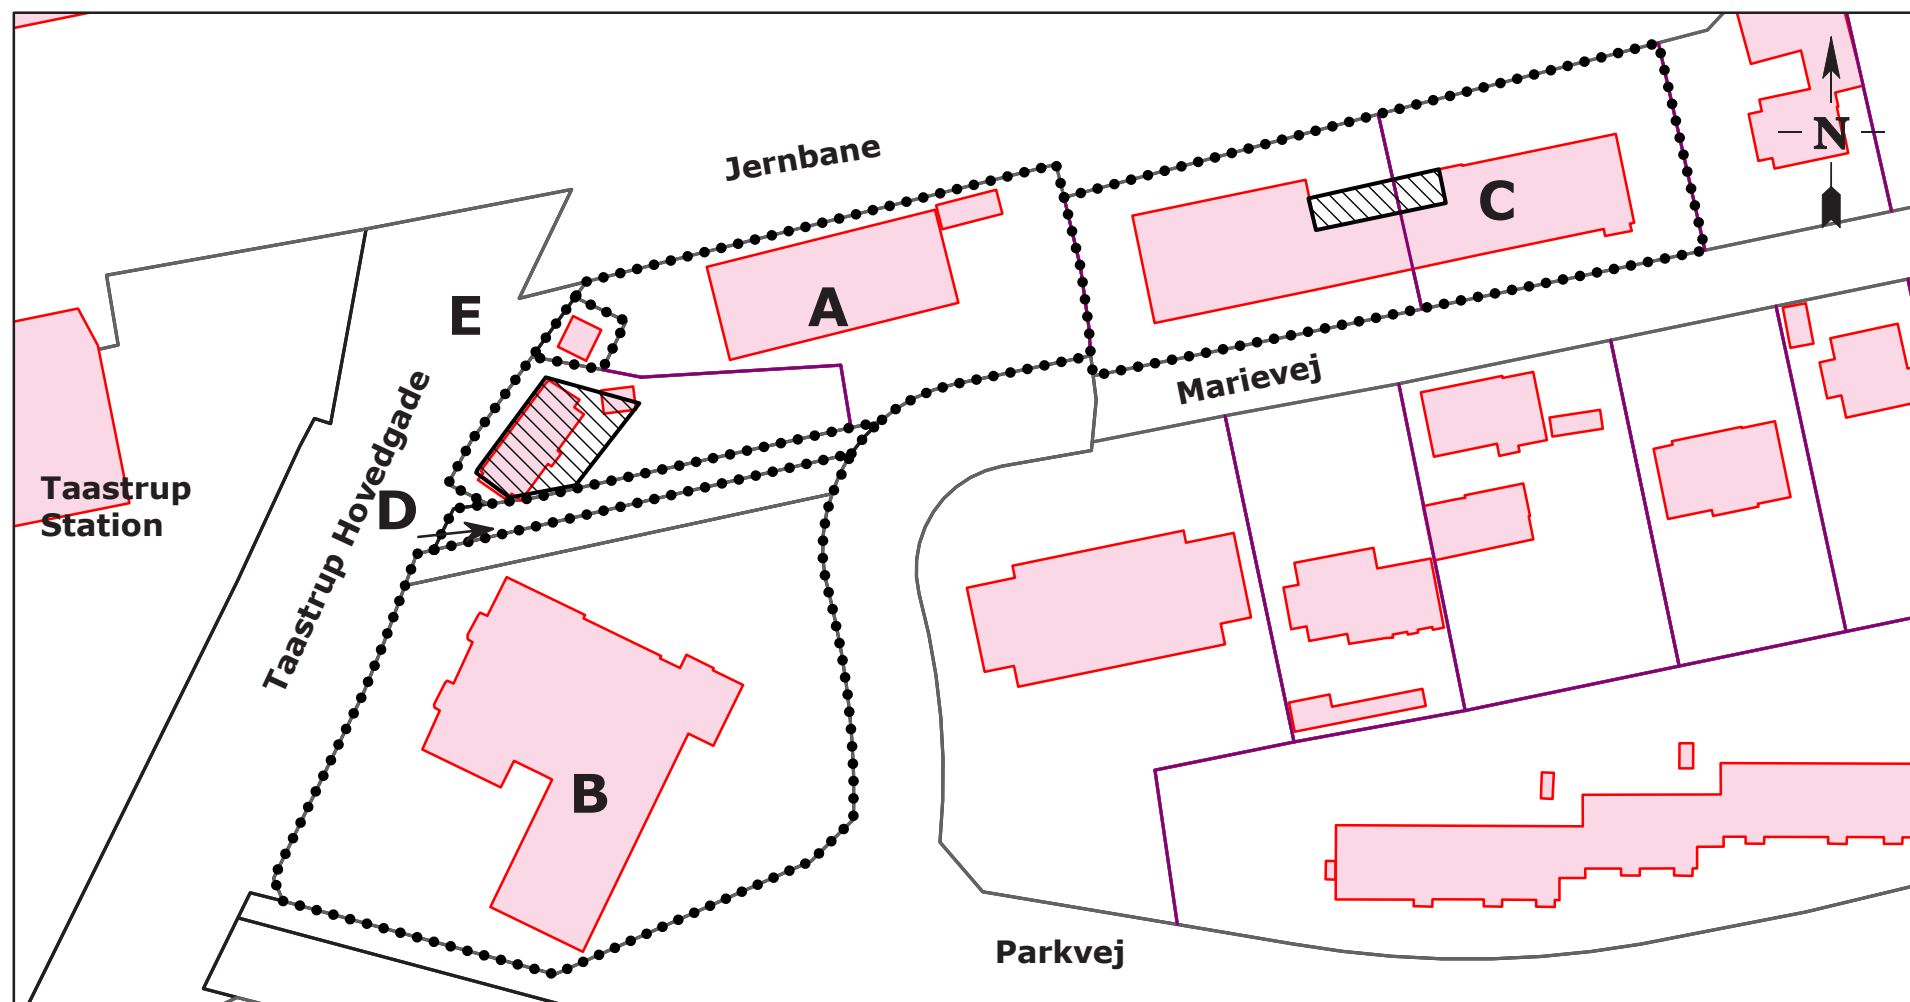 Jernbane
N
C
A
E
Marievej
Taastrup Hovedgade
Taastrup
Station
D
B
Parkvej